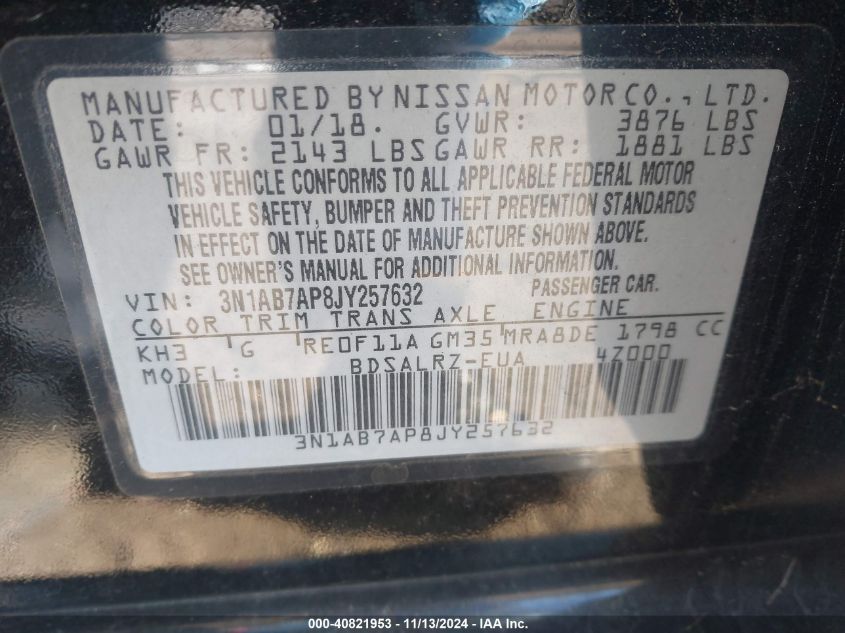 MANUFACTURED BY NISSAN MOTOR CO., LTD.
DATE: 01/18. GVWR: 3876 LBS
GAWR FR: 2143 LBS GAWR RR: 1881 LBS
THIS VEHICLE CONFORMS TO ALL APPLICABLE FEDERAL MOTOR
VEHICLE SAFETY, BUMPER AND THEFT PREVENTION STANDARDS
IN EFFECT ON THE DATE OF MANUFACTURE SHOWN ABOVE.
SEE OWNER'S MANUAL FOR ADDITIONAL INFORMATION.
VIN: 3N1AB7AP8JY257632 PASSENGER CAR.
COLOR TRIM TRANS AXLE ENGINE
KH3 G RE0F11A GM35 MRA8DE 1798 CC
MODEL: BDSALRZ-EUA 47000
3N1AB7AP8JY257632
000-40821953 - 11/13/2024 - IAA Inc.